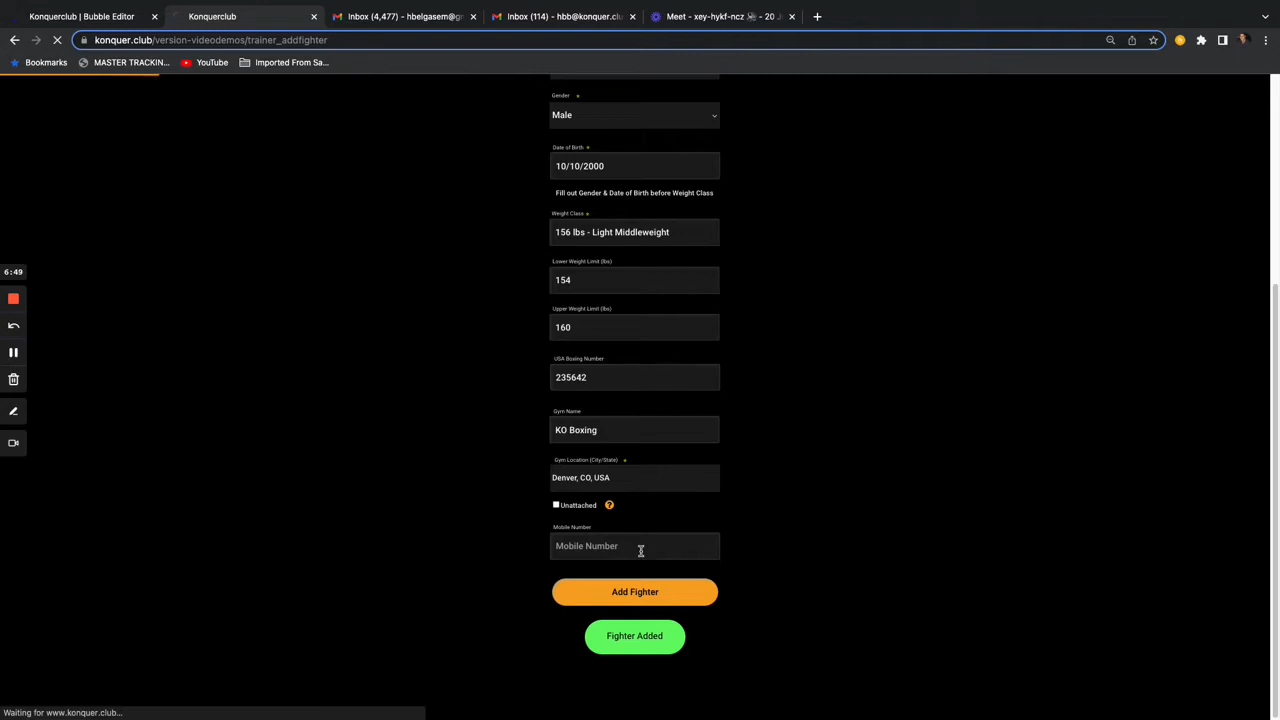 Konquerclub | Bubble Editor
Konquerclub
Inbox (4,477) - hbelgasem@gr
Inbox (114) - hbb@konquer.clu
Meet - xey-hykf-ncz
konquer.club/version-videodemos/trainer_addfighter
Bookmarks
MASTER TRACKIN...
YouTube
Imported From Sa...
Gender *
Male
Date of Birth *
10/10/2000
Fill out Gender & Date of Birth before Weight Class
Weight Class *
156 lbs - Light Middleweight
Lower Weight Limit (lbs)
154
6:49
Upper Weight Limit (lbs)
160
USA Boxing Number
235642
Gym Name
KO Boxing
Gym Location (City/State) *
Denver, CO, USA
Unattached ?
Mobile Number
Mobile Number
Add Fighter
Fighter Added
Waiting for www.konquer.club...